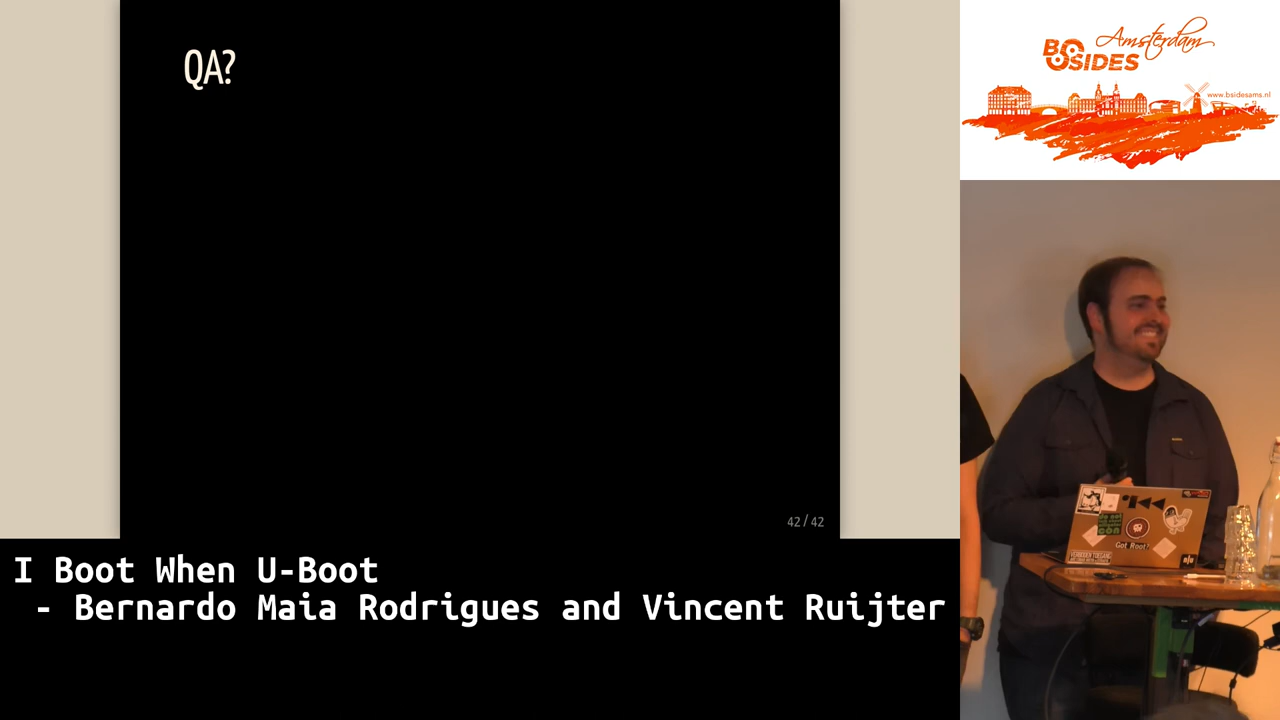 QA?
42 / 42
I Boot When U-Boot
- Bernardo Maia Rodrigues and Vincent Ruijter
Amsterdam
BSIDES
www.bsidesams.nl
Got Root?